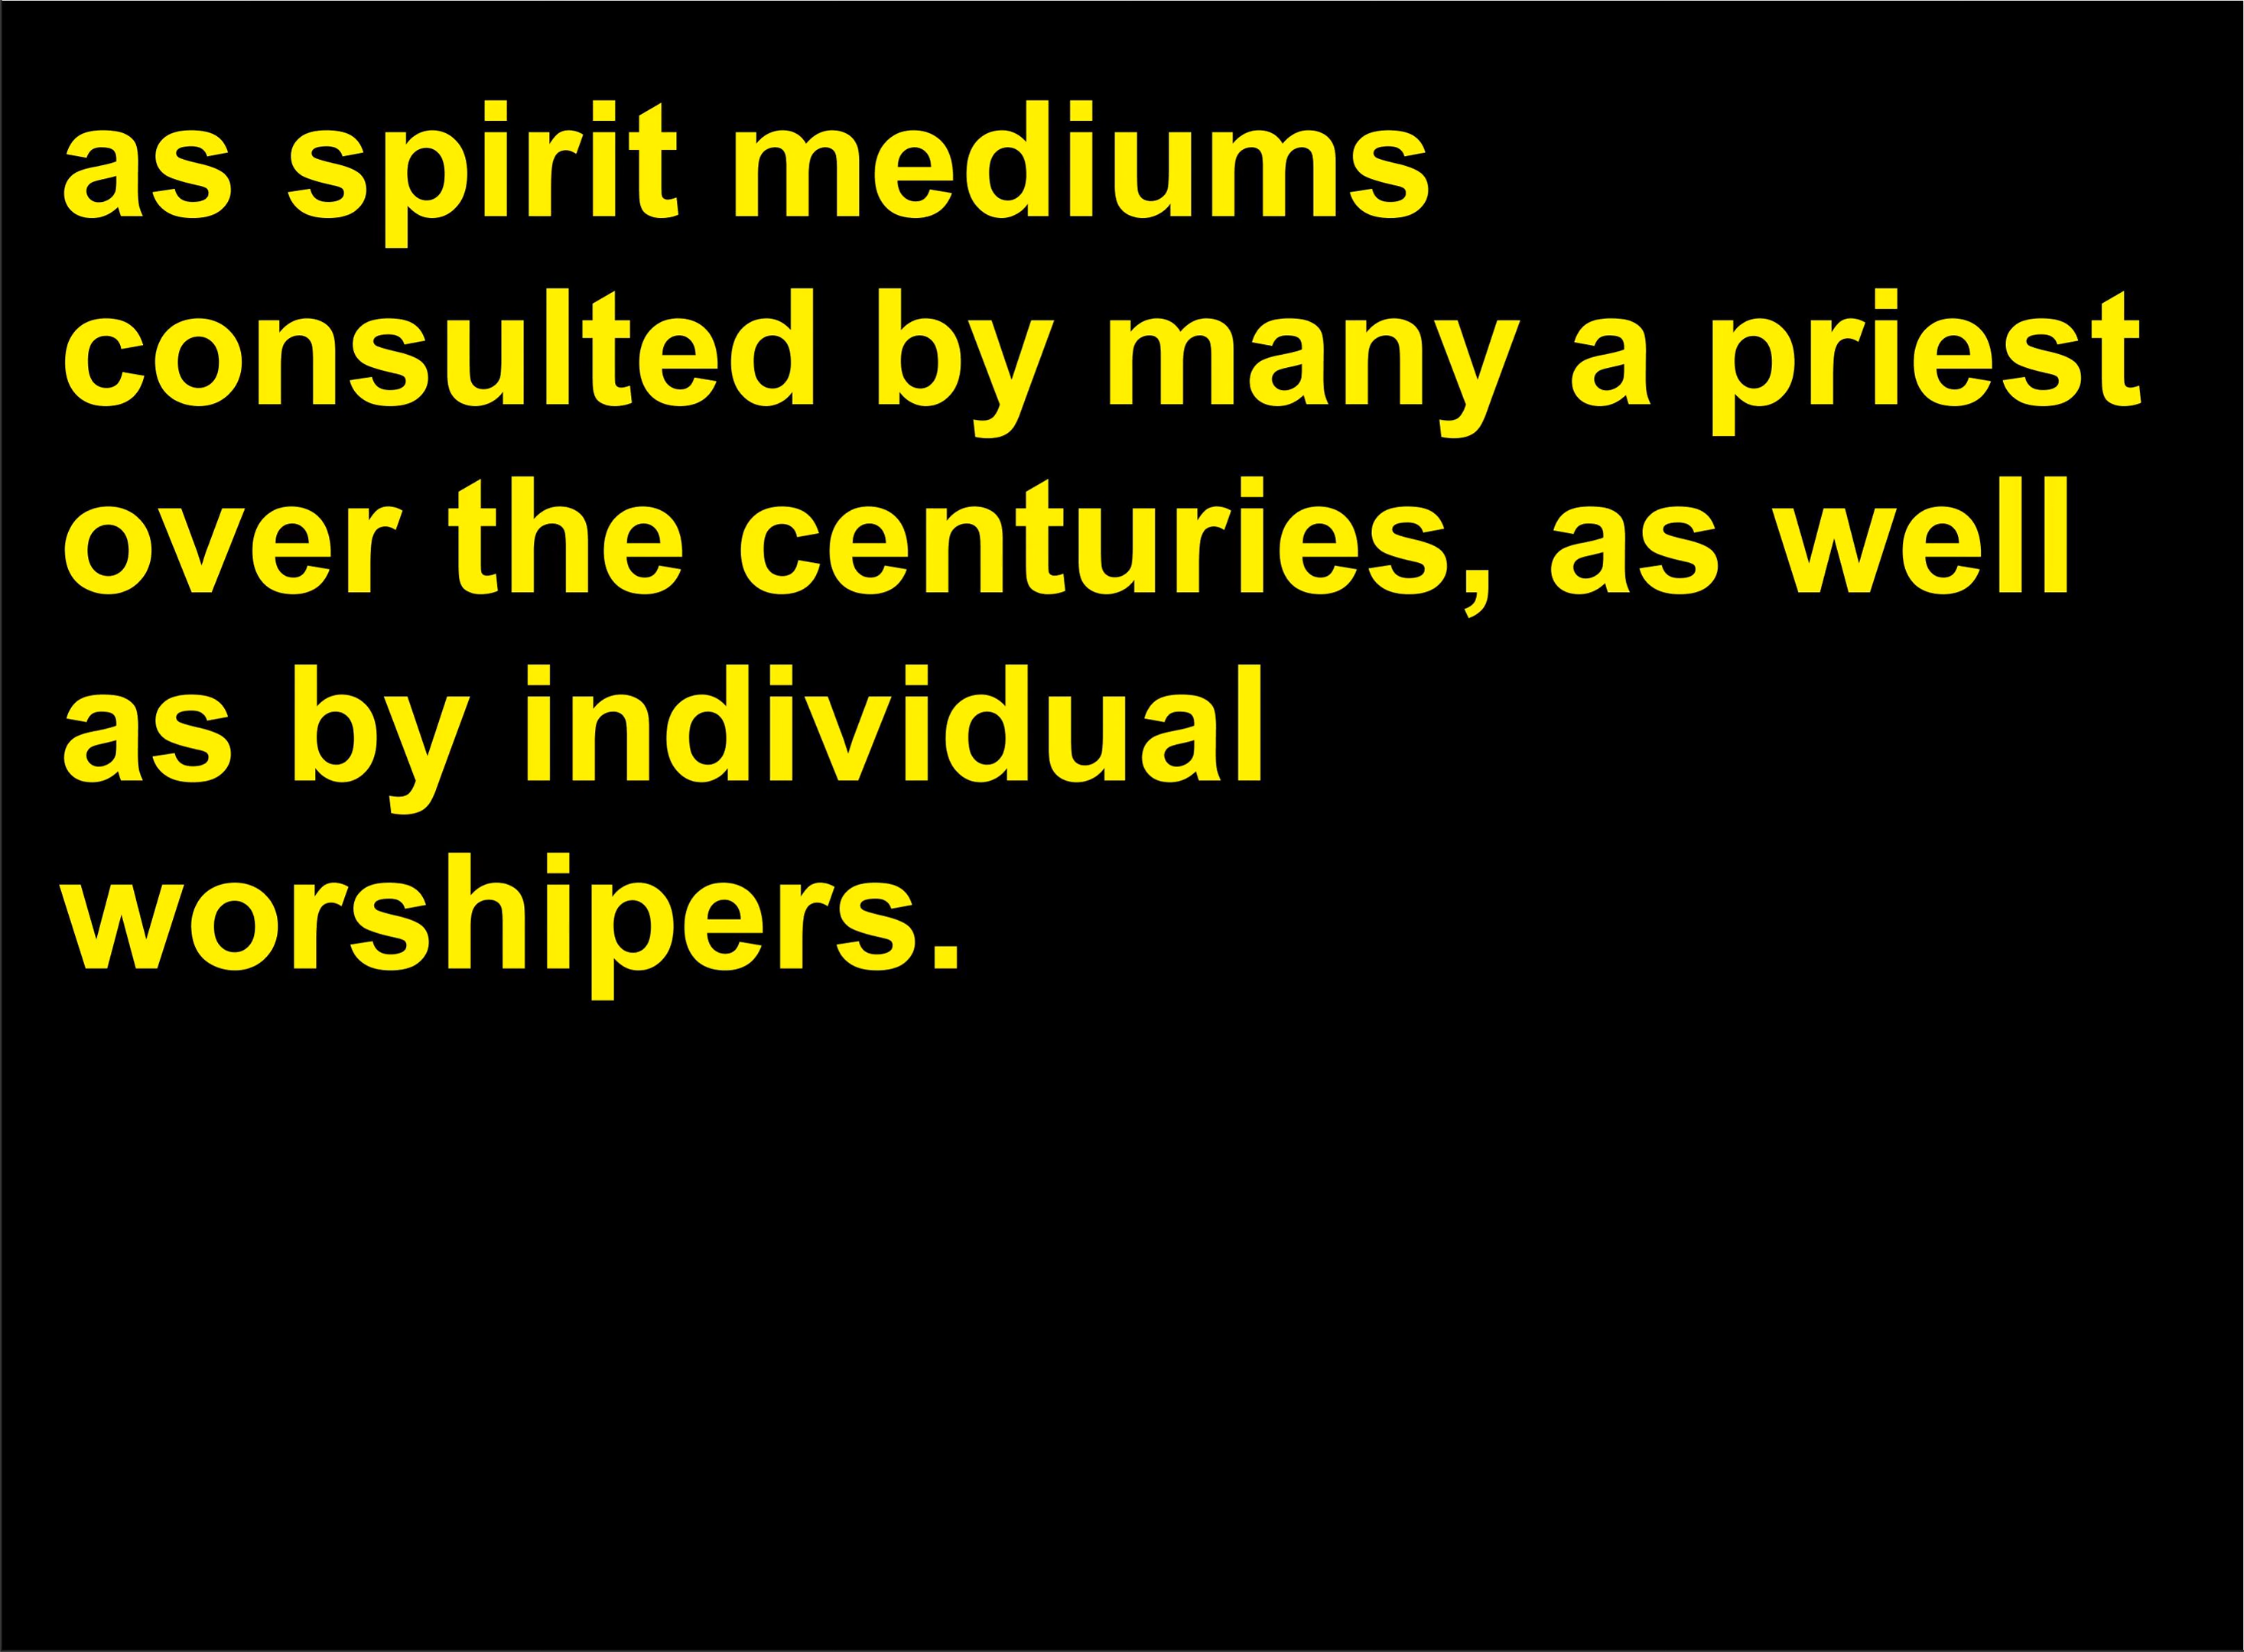 as spirit mediums
consulted by many a priest
over the centuries, as well
as by individual
worshipers.